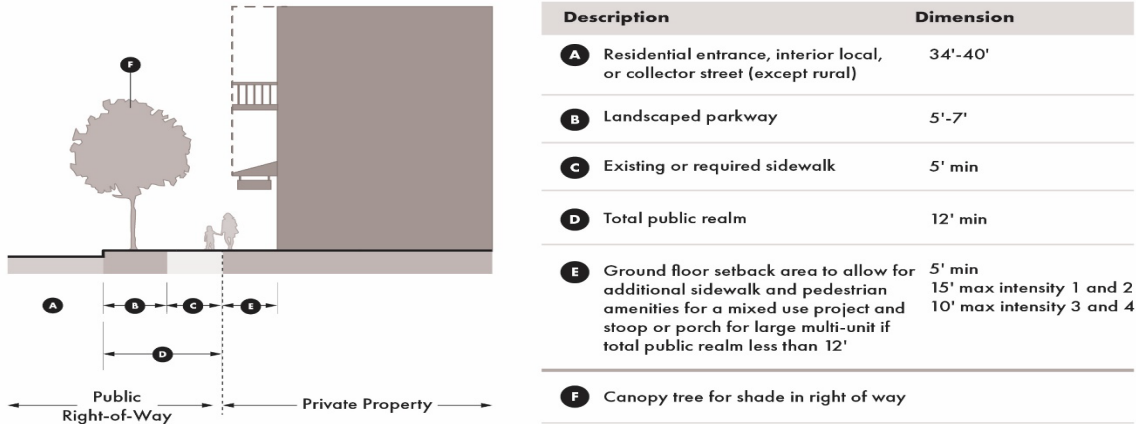 F
A
B
C
E
D
Public
Right-of-Way
Private Property
Description Dimension
A Residential entrance, interior local, 34'-40'
or collector street (except rural)
B Landscaped parkway 5'-7'
C Existing or required sidewalk 5' min
D Total public realm 12' min
E Ground floor setback area to allow for 5' min
additional sidewalk and pedestrian 15' max intensity 1 and 2
amenities for a mixed use project and 10' max intensity 3 and 4
stoop or porch for large multi-unit if
total public realm less than 12'
F Canopy tree for shade in right of way